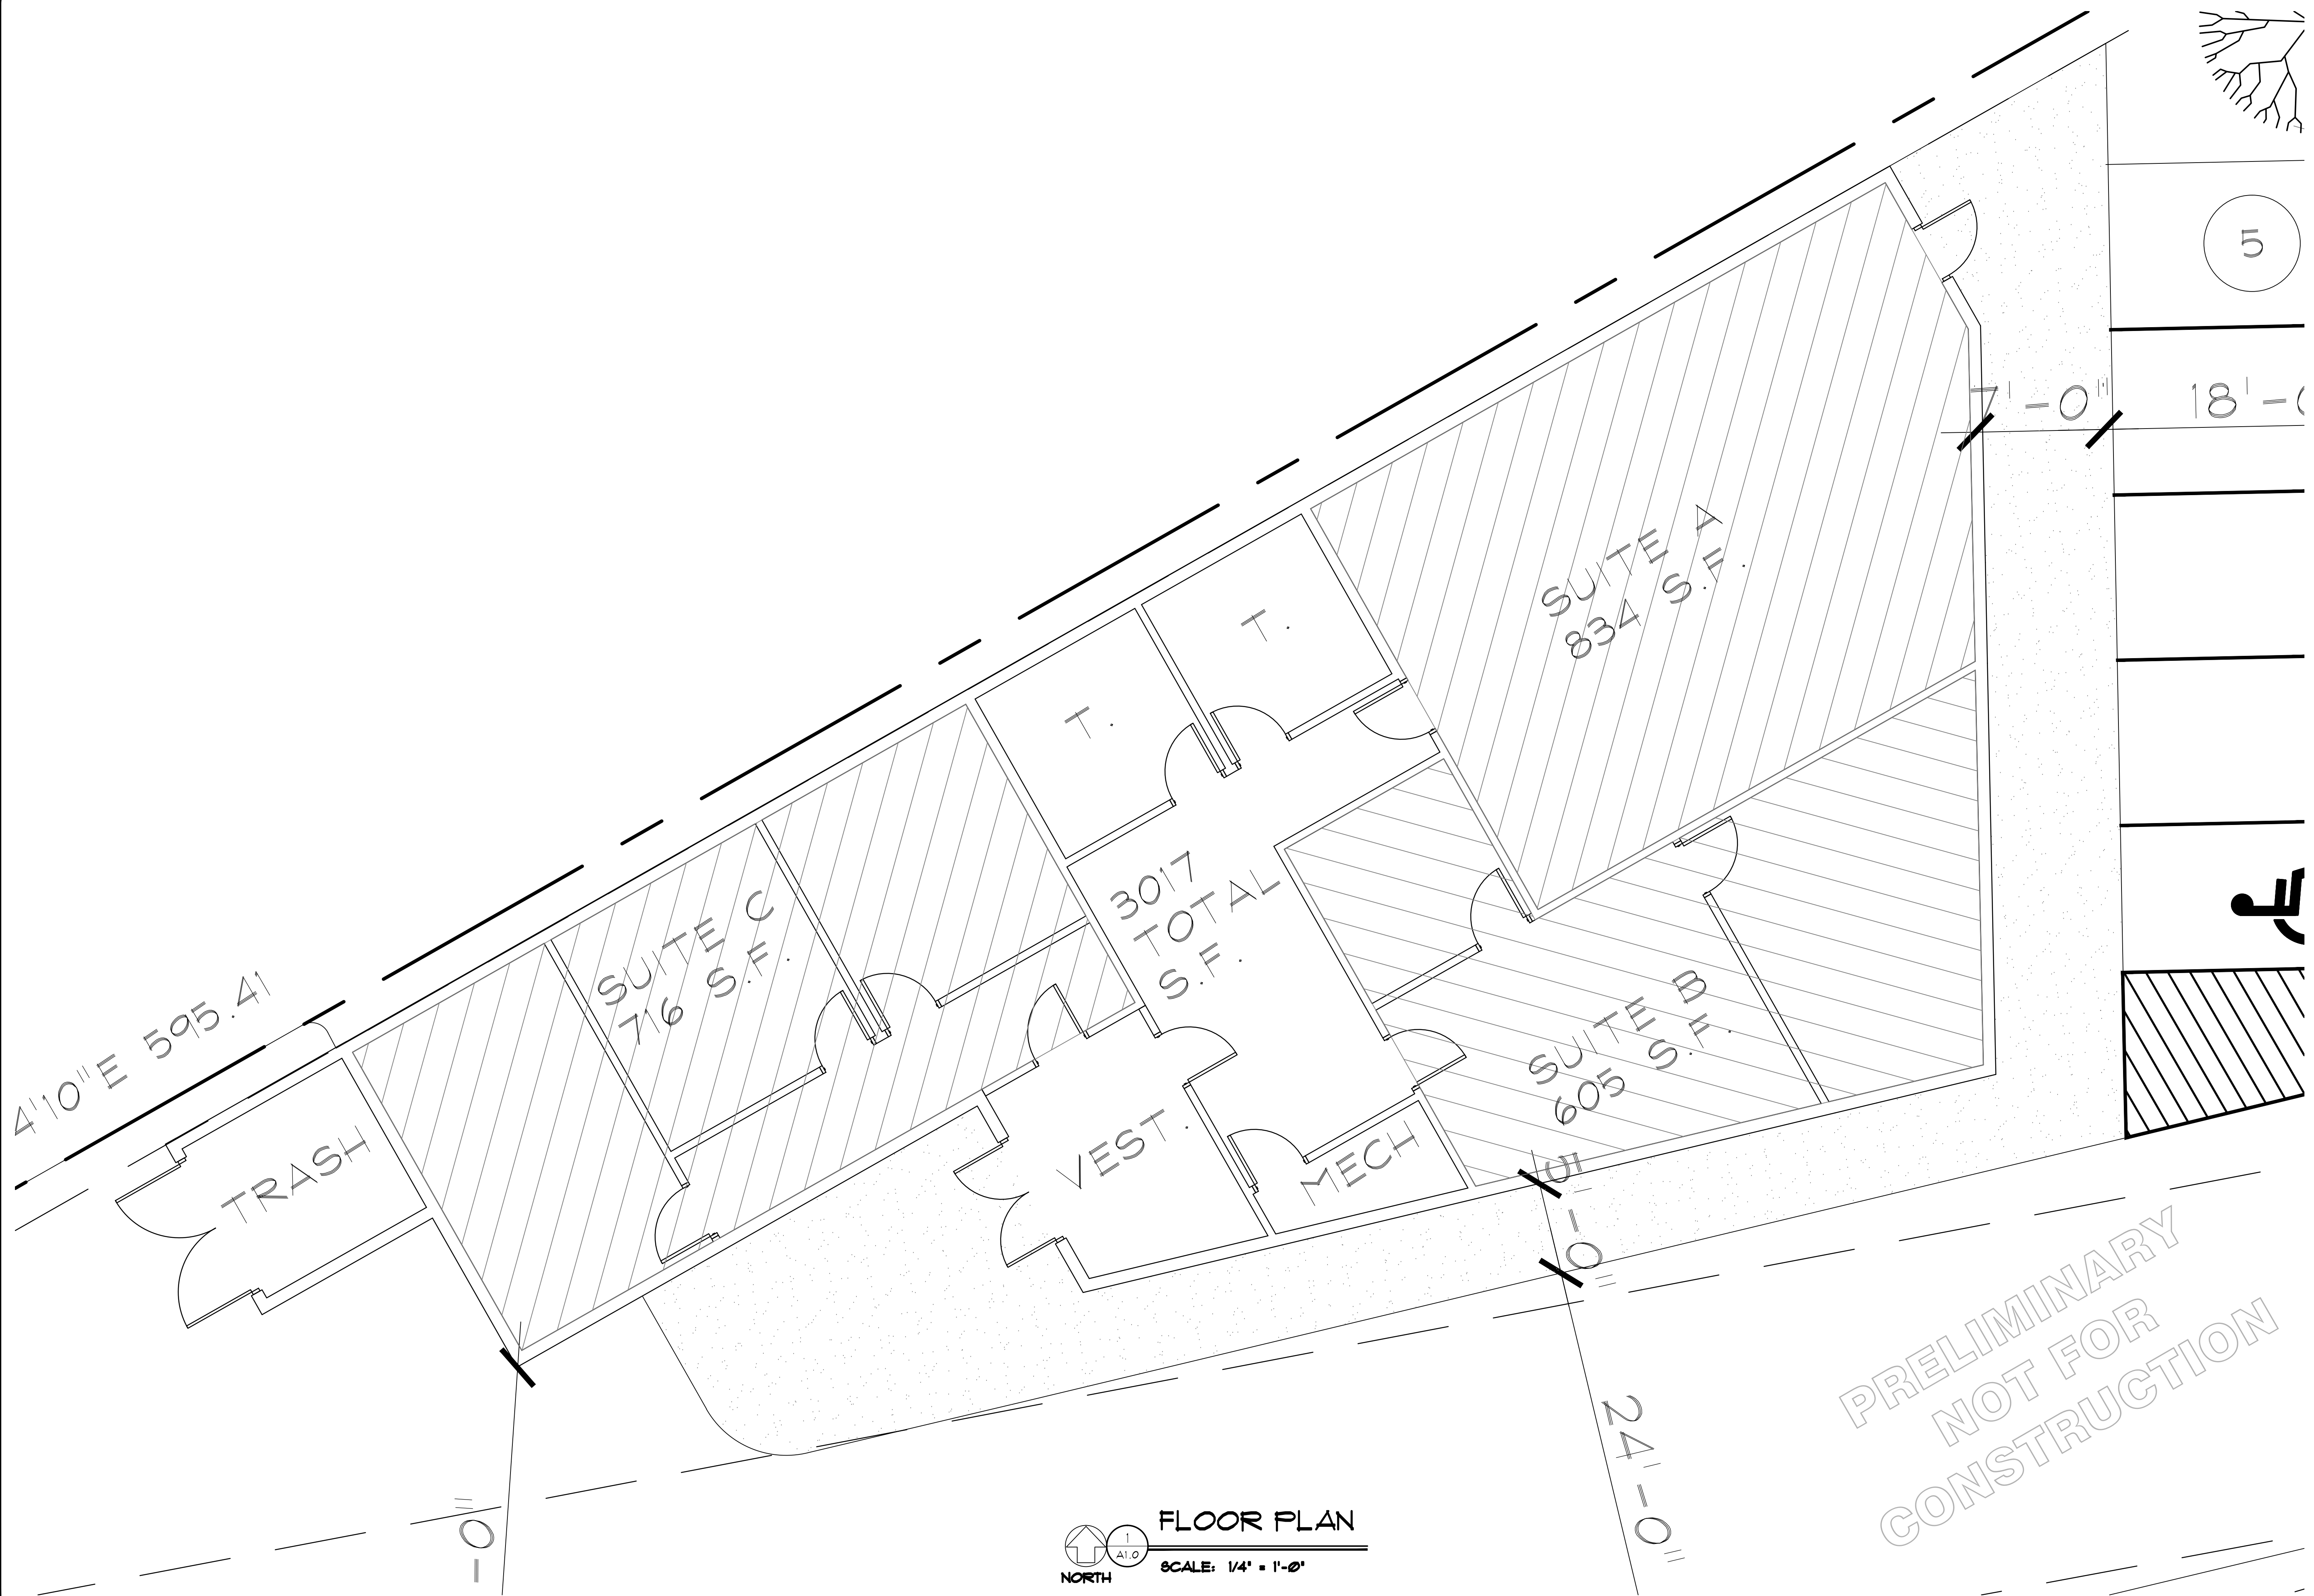 5
7'-0"
18'-
SUITE A
834 S.F.
T.
T.
3017
TOTAL
S.F.
SUITE C
716 S.F.
SUITE B
605 S.F.
4'10"E 595.41
TRASH
VEST.
MECH
5'-0"
24'-0"
-0"
PRELIMINARY
NOT FOR
CONSTRUCTION
FLOOR PLAN
1
A1.0
NORTH
SCALE: 1/4" = 1'-0"